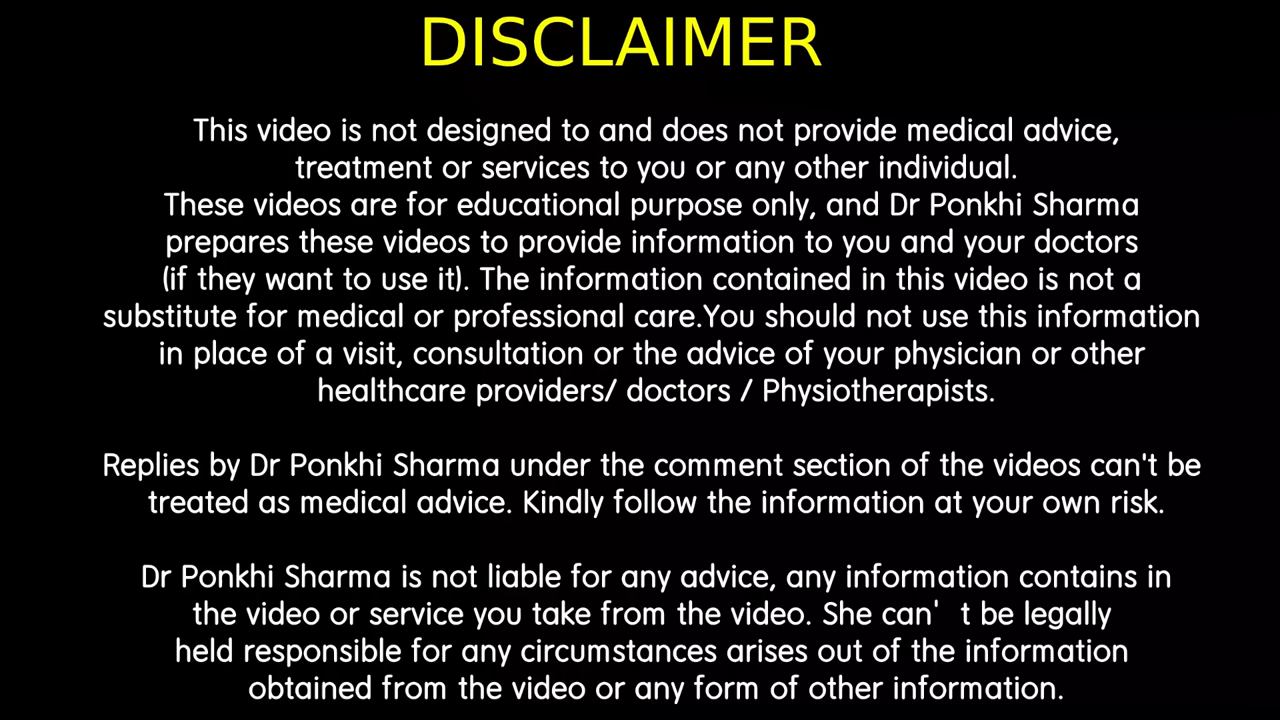 DISCLAIMER
This video is not designed to and does not provide medical advice,
treatment or services to you or any other individual.
These videos are for educational purpose only, and Dr Ponkhi Sharma
prepares these videos to provide information to you and your doctors
(if they want to use it). The information contained in this video is not a
substitute for medical or professional care.You should not use this information
in place of a visit, consultation or the advice of your physician or other
healthcare providers/ doctors / Physiotherapists.
Replies by Dr Ponkhi Sharma under the comment section of the videos can't be
treated as medical advice. Kindly follow the information at your own risk.
Dr Ponkhi Sharma is not liable for any advice, any information contains in
the video or service you take from the video. She can' t be legally
held responsible for any circumstances arises out of the information
obtained from the video or any form of other information.